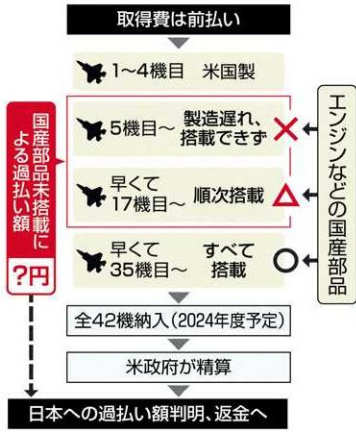 取得費は前払い
1~4機目 米国製
5機目~
製造遅れ、
搭載できず
早くて
17機目~
順次搭載
早くて
35機目~
すべて
搭載
国産部品未搭載に
よる過払い額
?円
エンジンなどの国産部品
全42機納入(2024年度予定)
米政府が精算
日本への過払い額判明、返金へ